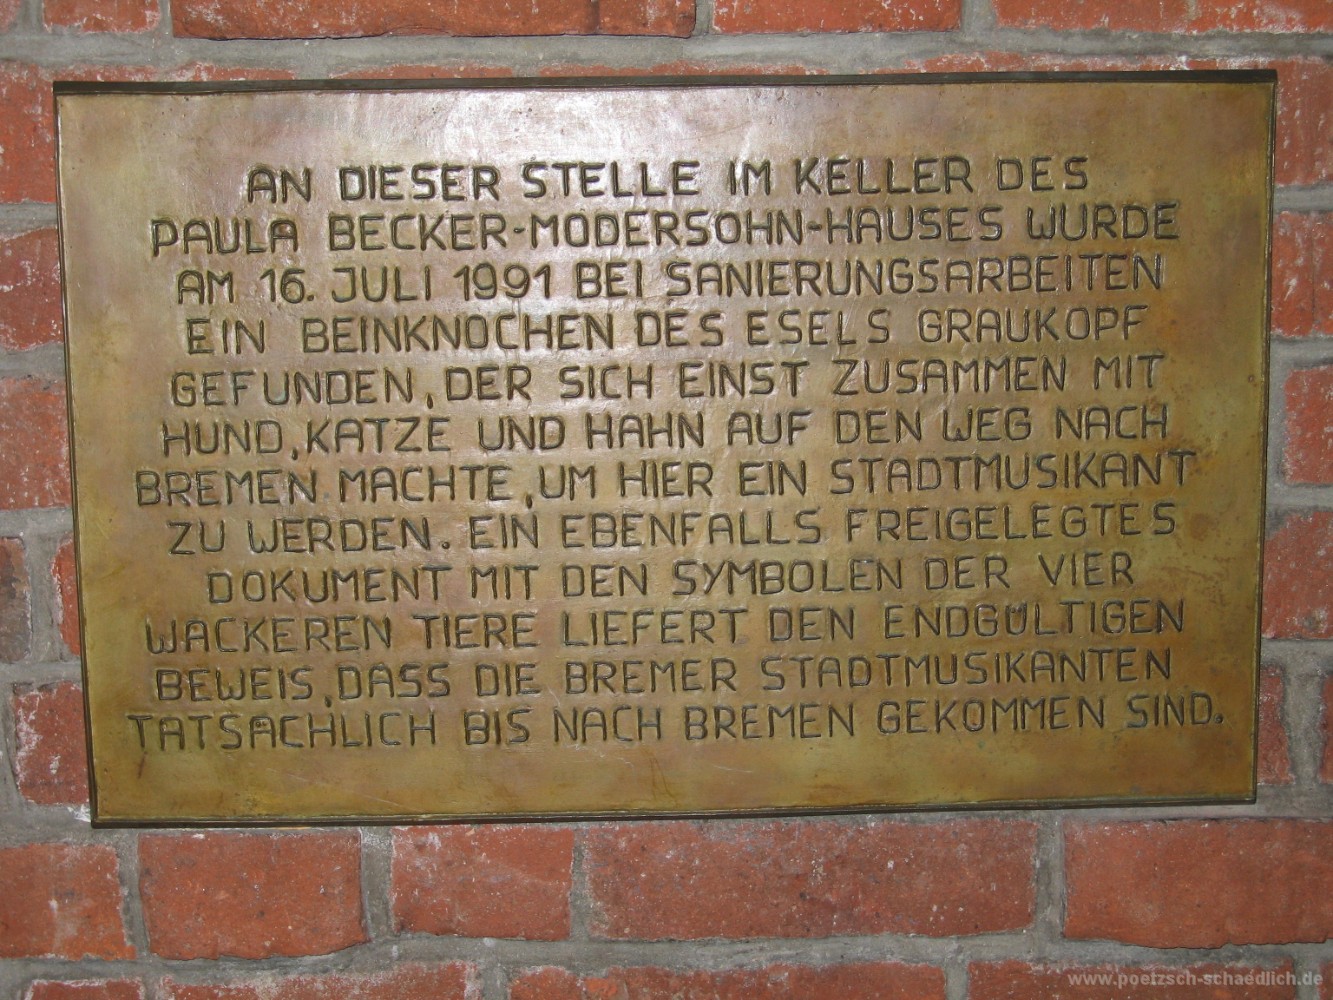 AN DIESER STELLE IM KELLER DES
PAULA BECKER-MODERSOHN-HAUSES WURDE
AM 16. JULI 1991 BEI SANIERUNGSARBEITEN
EIN BEINKNOCHEN DES ESELS GRAUKOPF
GEFUNDEN, DER SICH EINST ZUSAMMEN MIT
HUND, KATZE UND HAHN AUF DEN WEG NACH
BREMEN MACHTE, UM HIER EIN STADTMUSIKANT
ZU WERDEN. EIN EBENFALLS FREIGELEGTES
DOKUMENT MIT DEN SYMBOLEN DER VIER
WACKEREN TIERE LIEFERT DEN ENDGÜLTIGEN
BEWEIS, DASS DIE BREMER STADTMUSIKANTEN
TATSACHLICH BIS NACH BREMEN GEKOMMEN SIND.
www.poetzsch-schaedlich.de